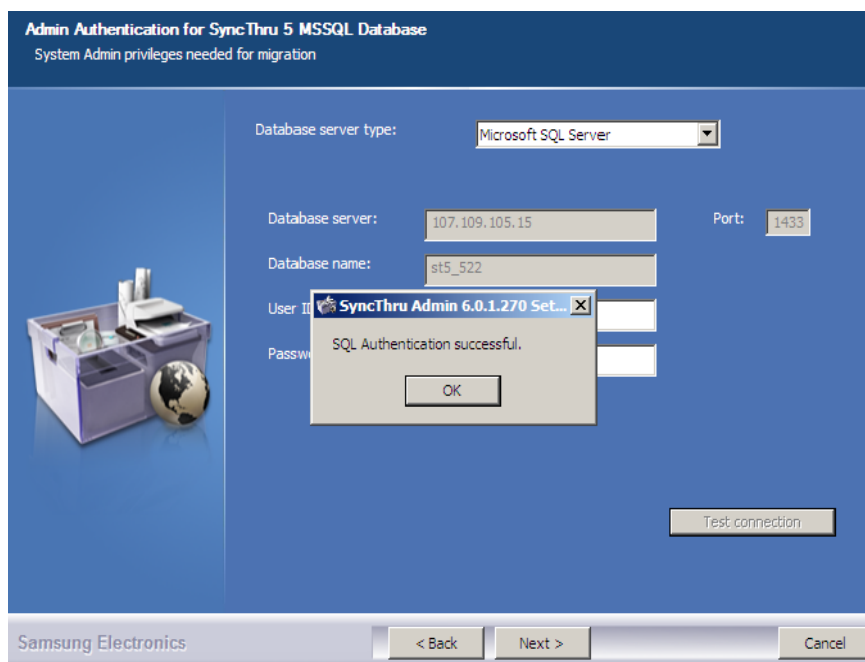 Admin Authentication for SyncThru 5 MSSQL Database
System Admin privileges needed for migration
Database server type:
Microsoft SQL Server
Database server:
107.109.105.15
Port:
1433
Database name:
st5_522
User
SyncThru Admin 6.0.1.270 Set...
SQL Authentication successful.
OK
Test connection
Samsung Electronics
< Back
Next >
Cancel